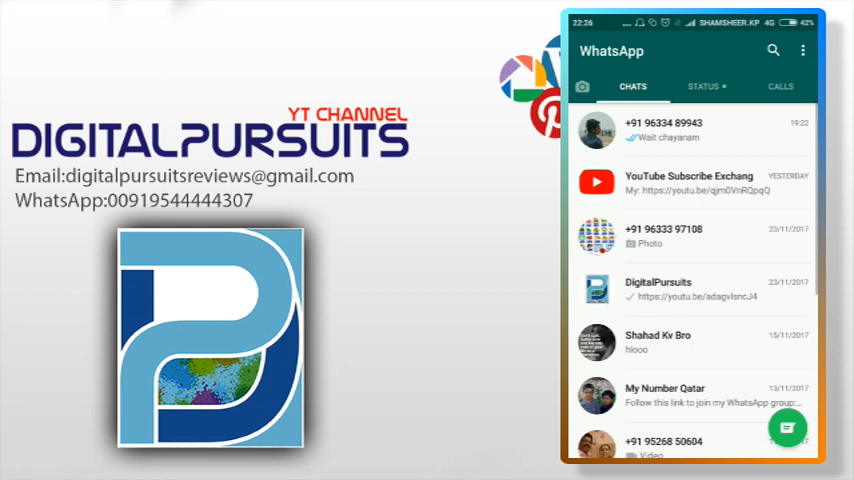 YT CHANNEL
DIGITALPURSUITS
Email:digitalpursuitsreviews@gmail.com
WhatsApp:00919544444307
22:26 ... SHAMSHEER.KP 4G 42%
WhatsApp
CHATS STATUS CALLS
+91 96334 89943 19:22
Wait chayanam
YouTube Subscribe Exchang YESTERDAY
My: https://youtu.be/qjm0VnRQpqQ
+91 96333 97108 23/11/2017
Photo
DigitalPursuits 23/11/2017
https://youtu.be/adagvlsncJ4
Shahad Kv Bro 15/11/2017
hlooo
My Number Qatar 13/11/2017
Follow this link to join my WhatsApp group:...
+91 95268 50604
Video